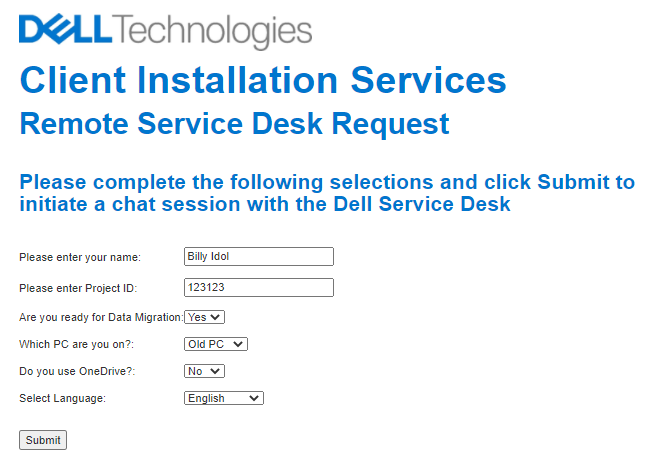 DELL Technologies
Client Installation Services
Remote Service Desk Request
Please complete the following selections and click Submit to
initiate a chat session with the Dell Service Desk
Please enter your name: Billy Idol
Please enter Project ID: 123123
Are you ready for Data Migration: Yes
Which PC are you on?: Old PC
Do you use OneDrive?: No
Select Language: English
Submit